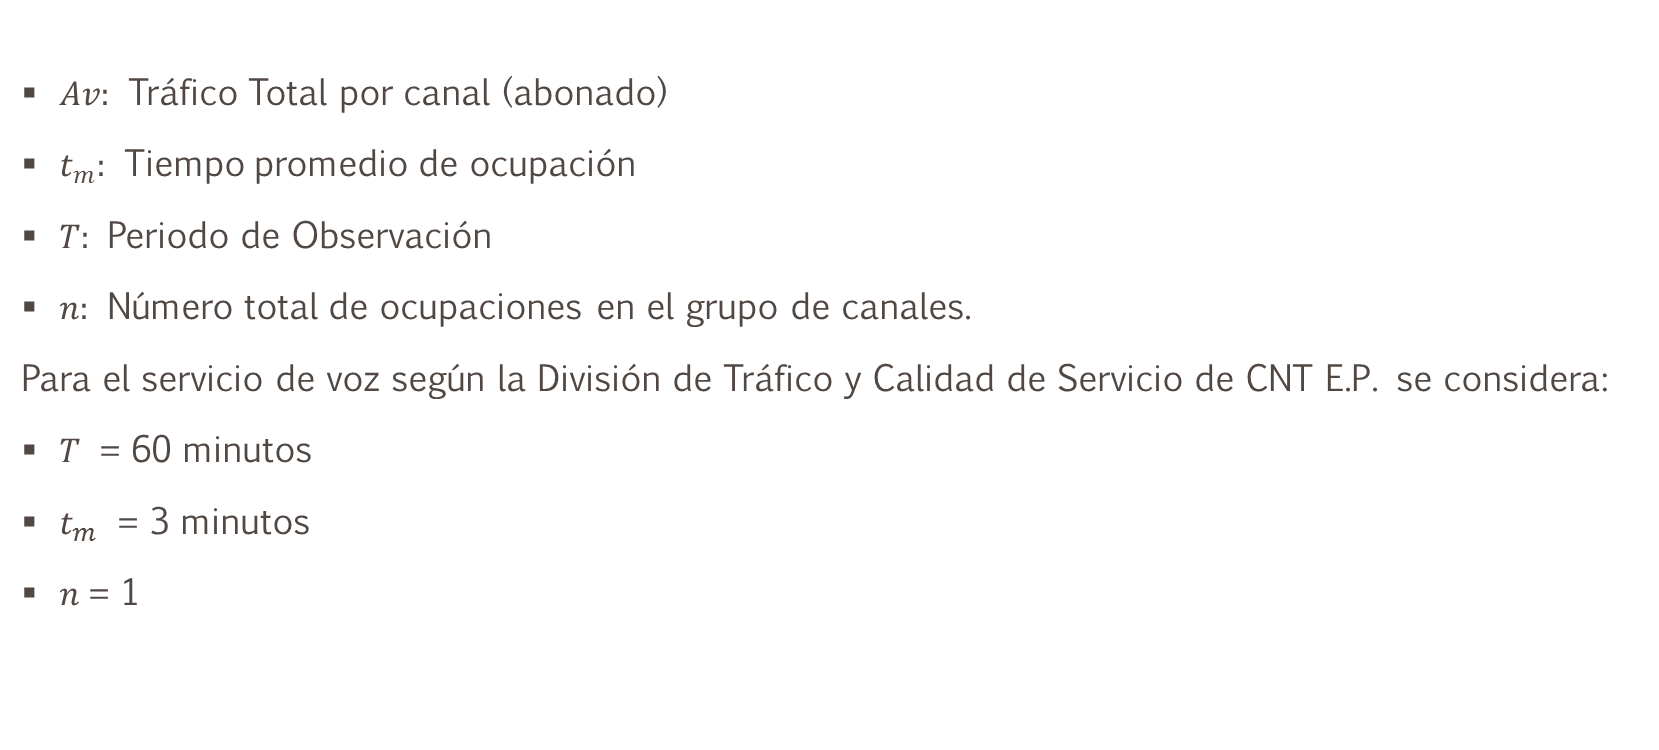 ▪ Av: Tráfico Total por canal (abonado)
▪ tm: Tiempo promedio de ocupación
▪ T: Periodo de Observación
▪ n: Número total de ocupaciones en el grupo de canales.
Para el servicio de voz según la División de Tráfico y Calidad de Servicio de CNT E.P. se considera:
▪ T = 60 minutos
▪ tm = 3 minutos
▪ n = 1